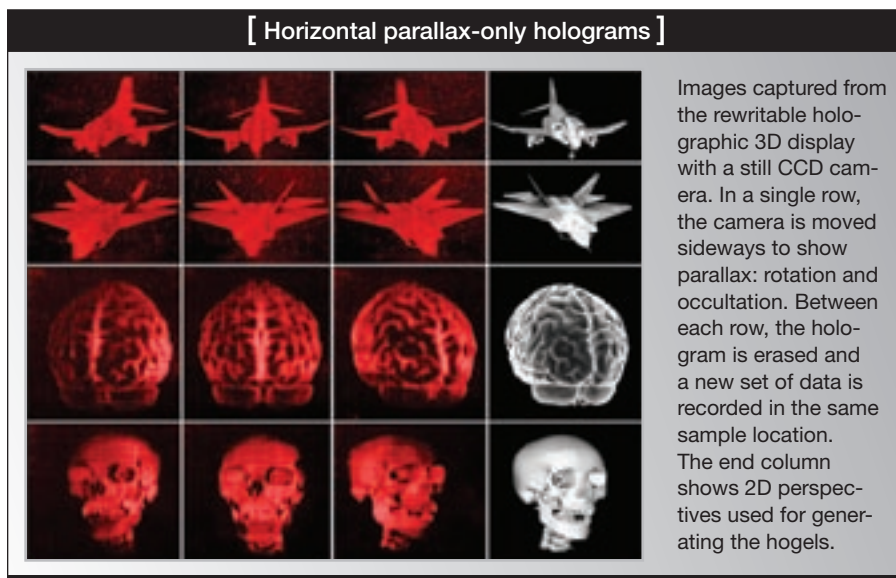 [ Horizontal parallax-only holograms ]
Images captured from
the rewritable holo-
graphic 3D display
with a still CCD cam-
era. In a single row,
the camera is moved
sideways to show
parallax: rotation and
occultation. Between
each row, the holo-
gram is erased and
a new set of data is
recorded in the same
sample location.
The end column
shows 2D perspec-
tives used for gener-
ating the hogels.